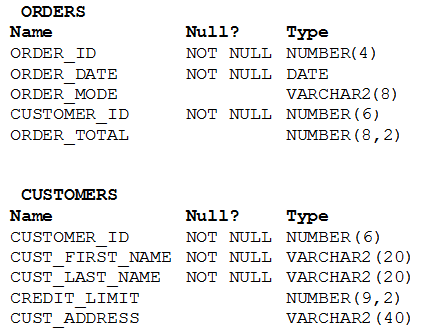 ORDERS
Name Null? Type
ORDER_ID NOT NULL NUMBER(4)
ORDER_DATE NOT NULL DATE
ORDER_MODE VARCHAR2(8)
CUSTOMER_ID NOT NULL NUMBER(6)
ORDER_TOTAL NUMBER(8,2)
CUSTOMERS
Name Null? Type
CUSTOMER_ID NOT NULL NUMBER(6)
CUST_FIRST_NAME NOT NULL VARCHAR2(20)
CUST_LAST_NAME NOT NULL VARCHAR2(20)
CREDIT_LIMIT NUMBER(9,2)
CUST_ADDRESS VARCHAR2(40)